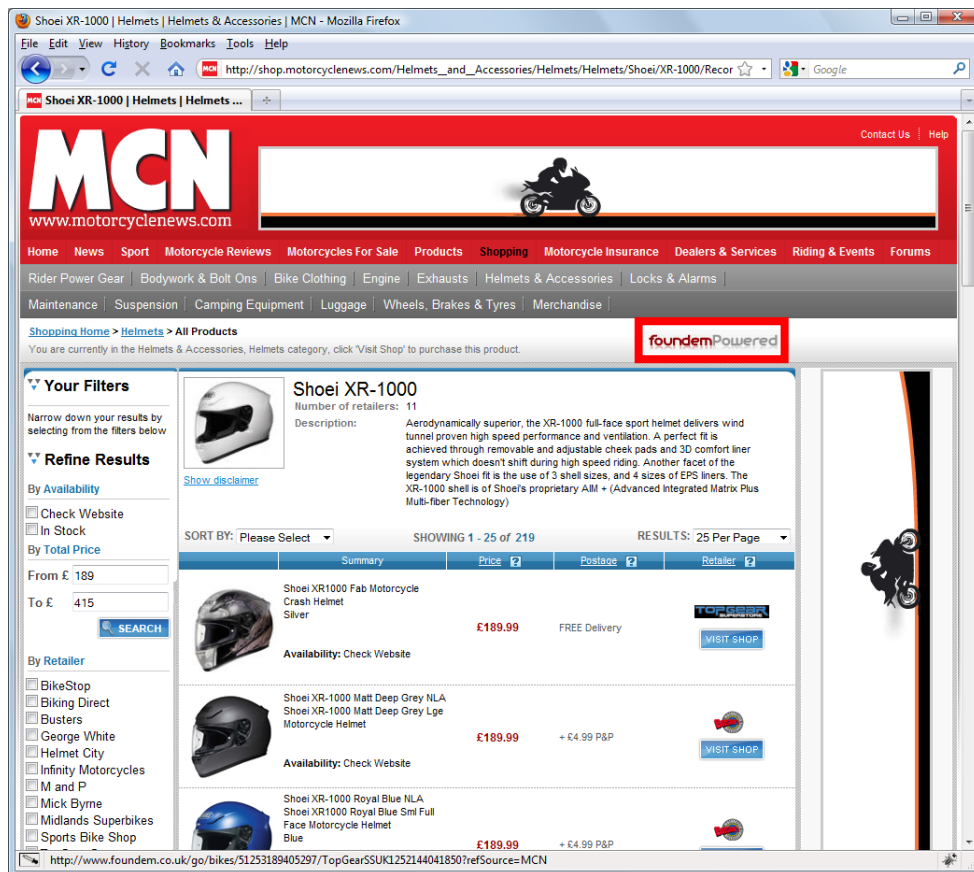 Shoei XR-1000 | Helmets | Helmets & Accessories | MCN - Mozilla Firefox
File Edit View History Bookmarks Tools Help
MCN http://shop.motorcyclenews.com/Helmets__and__Accessories/Helmets/Helmets/Shoei/XR-1000/Recor
Google
MCN Shoei XR-1000 | Helmets | Helmets ...
Contact Us | Help
MCN
www.motorcyclenews.com
Home News Sport Motorcycle Reviews Motorcycles For Sale Products Shopping Motorcycle Insurance Dealers & Services Riding & Events Forums
Rider Power Gear | Bodywork & Bolt Ons | Bike Clothing | Engine | Exhausts | Helmets & Accessories | Locks & Alarms |
Maintenance | Suspension | Camping Equipment | Luggage | Wheels, Brakes & Tyres | Merchandise |
Shopping Home > Helmets > All Products
You are currently in the Helmets & Accessories, Helmets category, click 'Visit Shop' to purchase this product.
foundemPowered
Your Filters
Narrow down your results by
selecting from the filters below
Refine Results
By Availability
Check Website
In Stock
By Total Price
From £ 189
To £ 415
SEARCH
By Retailer
BikeStop
Biking Direct
Busters
George White
Helmet City
Infinity Motorcycles
M and P
Mick Byrne
Midlands Superbikes
Sports Bike Shop
Shoei XR-1000
Number of retailers: 11
Description: Aerodynamically superior, the XR-1000 full-face sport helmet delivers wind
tunnel proven high speed performance and ventilation. A perfect fit is
achieved through removable and adjustable cheek pads and 3D comfort liner
system which doesn't shift during high speed riding. Another facet of the
legendary Shoei fit is the use of 3 shell sizes, and 4 sizes of EPS liners. The
XR-1000 shell is of Shoei's proprietary AIM + (Advanced Integrated Matrix Plus
Multi-fiber Technology)
Show disclaimer
SORT BY: Please Select SHOWING 1 - 25 of 219 RESULTS: 25 Per Page
Summary Price ? Postage ? Retailer ?
Shoei XR1000 Fab Motorcycle
Crash Helmet
Silver
£189.99 FREE Delivery
TOPGEAR
SUPERSTORE
VISIT SHOP
Availability: Check Website
Shoei XR-1000 Matt Deep Grey NLA
Shoei XR-1000 Matt Deep Grey Lge
Motorcycle Helmet
£189.99 + £4.99 P&P
VISIT SHOP
Availability: Check Website
Shoei XR-1000 Royal Blue NLA
Shoei XR1000 Royal Blue Sml Full
Face Motorcycle Helmet
Blue
£189.99 + £4.99 P&P
http://www.foundem.co.uk/go/bikes/51253189405297/TopGearSSUK1252144041850?refSource=MCN